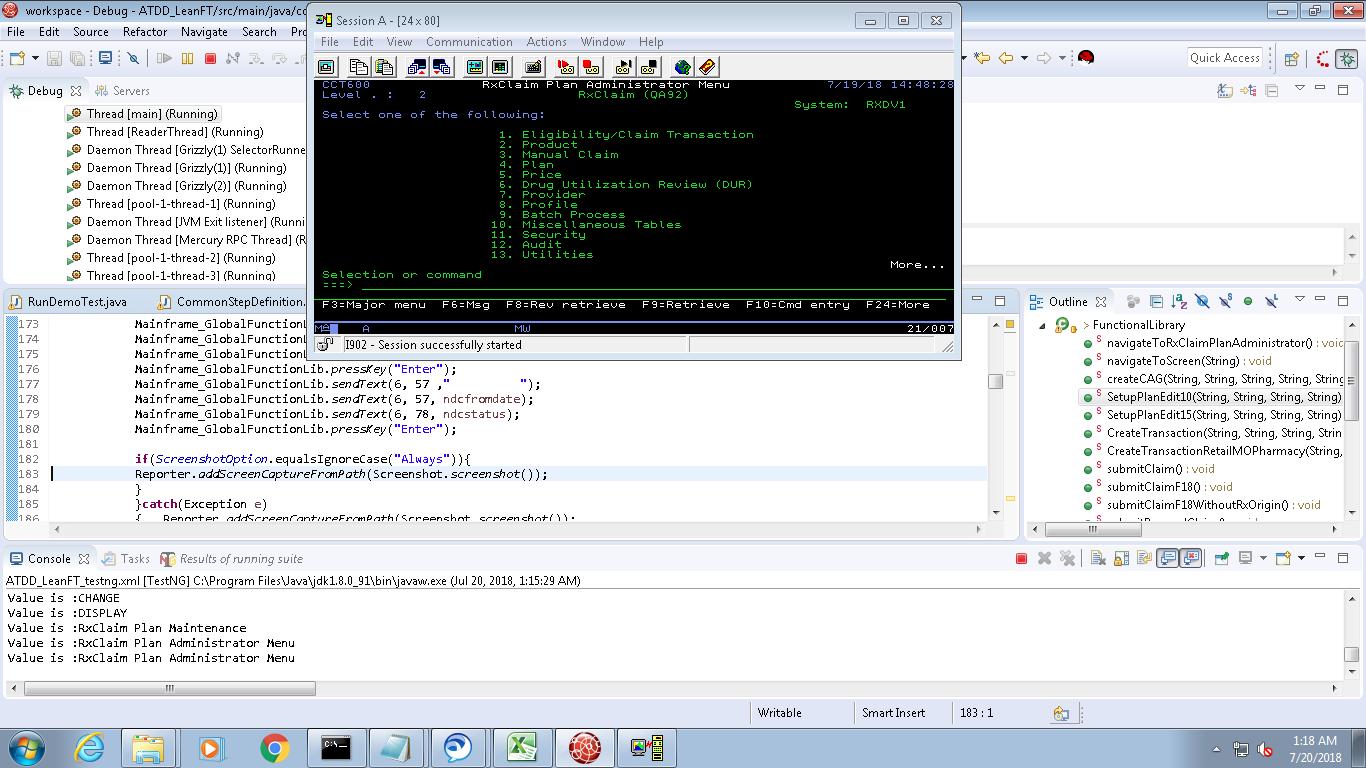 workspace - Debug - ATDD_LeanFT/src/main/java/co
File Edit Source Refactor Navigate Search Pro
Quick Access
Debug Servers
Thread [main] (Running)
Thread [ReaderThread] (Running)
Daemon Thread [Grizzly(1) SelectorRunne
Daemon Thread [Grizzly(1)] (Running)
Daemon Thread [Grizzly(2)] (Running)
Thread [pool-1-thread-1] (Running)
Daemon Thread [JVM Exit listener] (Runni
Daemon Thread [Mercury RPC Thread] (R
Thread [pool-1-thread-2] (Running)
Thread [pool-1-thread-3] (Running)
Session A - [24 x 80]
File Edit View Communication Actions Window Help
CCT600 RxClaim Plan Administrator Menu 7/19/18 14:48:28
Level . : 2 RxClaim (QA92)
System: RXDV1
Select one of the following:
1. Eligibility/Claim Transaction
2. Product
3. Manual Claim
4. Plan
5. Price
6. Drug Utilization Review (DUR)
7. Provider
8. Profile
9. Batch Process
10. Miscellaneous Tables
11. Security
12. Audit
13. Utilities
More...
Selection or command
===>
F3=Major menu F6=Msg F8=Rev retrieve F9=Retrieve F10=Cmd entry F24=More
A MW 21/007
I902 - Session successfully started
RunDemoTest.java CommonStepDefinition.
173 Mainframe_GlobalFunctionLi
174 Mainframe_GlobalFunctionLi
175 Mainframe_GlobalFunctionLi
176 Mainframe_GlobalFunctionLib.pressKey("Enter");
177 Mainframe_GlobalFunctionLib.sendText(6, 57 ," ");
178 Mainframe_GlobalFunctionLib.sendText(6, 57, ndcfromdate);
179 Mainframe_GlobalFunctionLib.sendText(6, 78, ndcstatus);
180 Mainframe_GlobalFunctionLib.pressKey("Enter");
181
182 if(ScreenshotOption.equalsIgnoreCase("Always")){
183 Reporter.addScreenCaptureFromPath(Screenshot.screenshot());
184 }
185 }catch(Exception e)
186 { Reporter.addScreenCaptureFromPath(Screenshot.screenshot());
Outline
FunctionalLibrary
navigateToRxClaimPlanAdministrator() : voic
navigateToScreen(String) : void
createCAG(String, String, String, String, String
SetupPlanEdit10(String, String, String, String)
SetupPlanEdit15(String, String, String, String)
CreateTransaction(String, String, String, String
CreateTransactionRetailMOPharmacy(String,
submitClaim() : void
submitClaimF18() : void
submitClaimF18WithoutRxOrigin() : void
Console Tasks Results of running suite
ATDD_LeanFT_testng.xml [TestNG] C:\Program Files\Java\jdk1.8.0_91\bin\javaw.exe (Jul 20, 2018, 1:15:29 AM)
Value is :CHANGE
Value is :DISPLAY
Value is :RxClaim Plan Maintenance
Value is :RxClaim Plan Administrator Menu
Value is :RxClaim Plan Administrator Menu
Writable Smart Insert 183 : 1
1:18 AM
7/20/2018